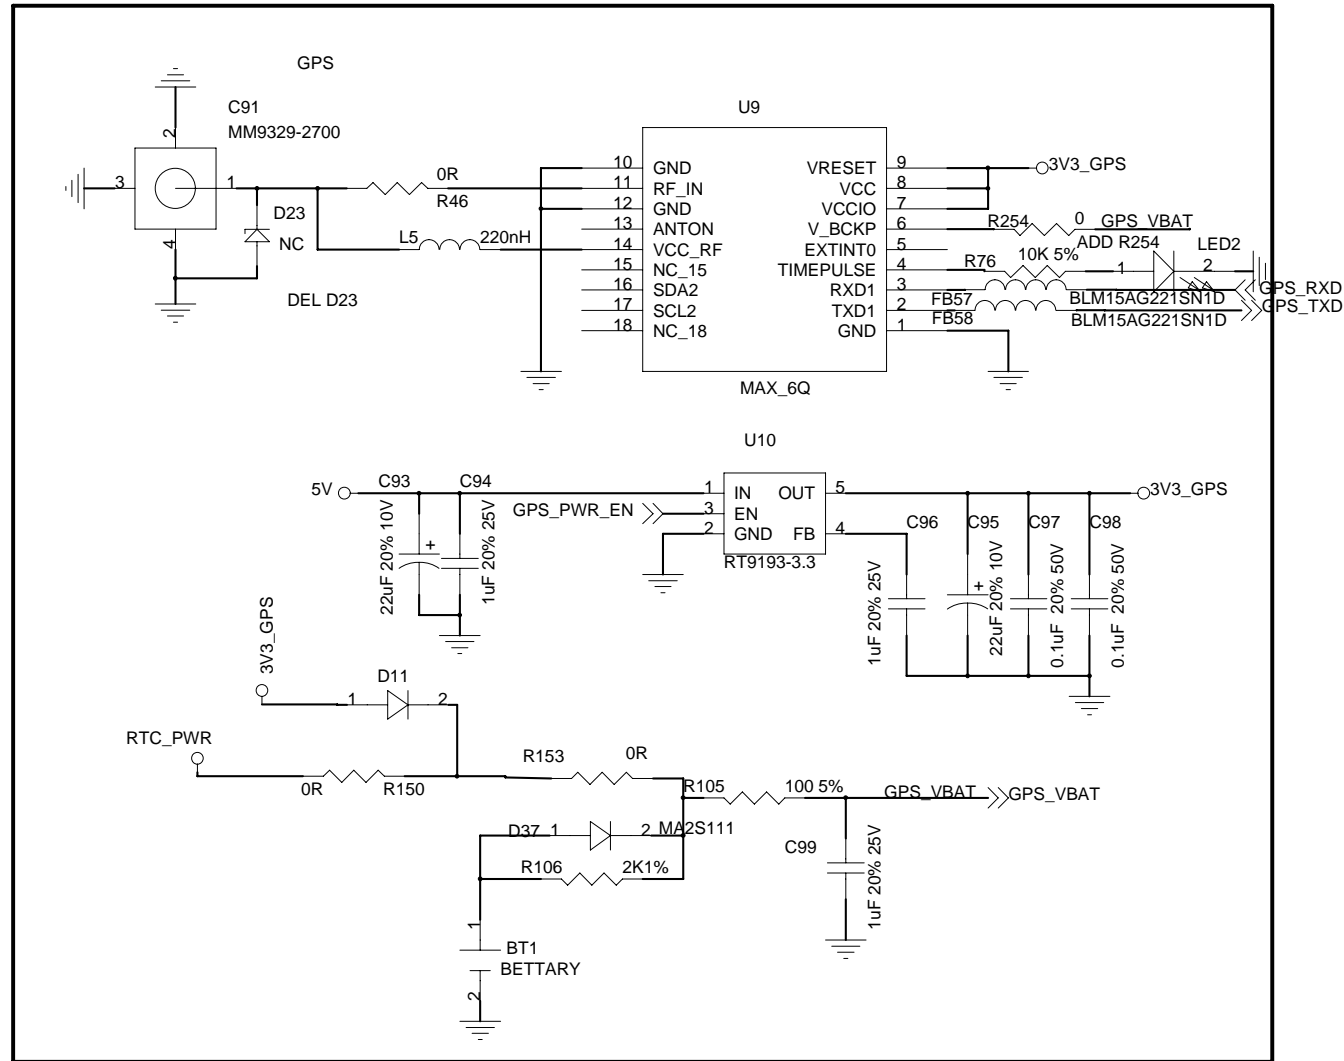 GPS
C91
MM9329-2700
2
3
1
4
D23
NC
DEL D23
0R
R46
L5
220nH
U9
10 GND
11 RF_IN
12 GND
13 ANTON
14 VCC_RF
15 NC_15
16 SDA2
17 SCL2
18 NC_18
VRESET 9
VCC 8
VCCIO 7
V_BCKP 6
EXTINT0 5
TIMEPULSE 4
RXD1 3
TXD1 2
GND 1
MAX_6Q
3V3_GPS
R254 0 GPS_VBAT
ADD R254
LED2
R76 10K 5% 1 2
GPS_RXD
FB57 BLM15AG221SN1D
GPS_TXD
FB58 BLM15AG221SN1D
U10
5V
C93
C94
22uF 20% 10V
+
1uF 20% 25V
GPS_PWR_EN
1 IN OUT 5
3 EN
2 GND FB 4
RT9193-3.3
3V3_GPS
C96
C95
C97
C98
1uF 20% 25V
+
22uF 20% 10V
0.1uF 20% 50V
0.1uF 20% 50V
3V3_GPS
D11
1 2
RTC_PWR
0R R150
R153 0R
R105 100 5%
GPS_VBAT
GPS_VBAT
D37 1 2 MA2S111
R106 2K1%
C99
1uF 20% 25V
1
BT1
BETTARY
2